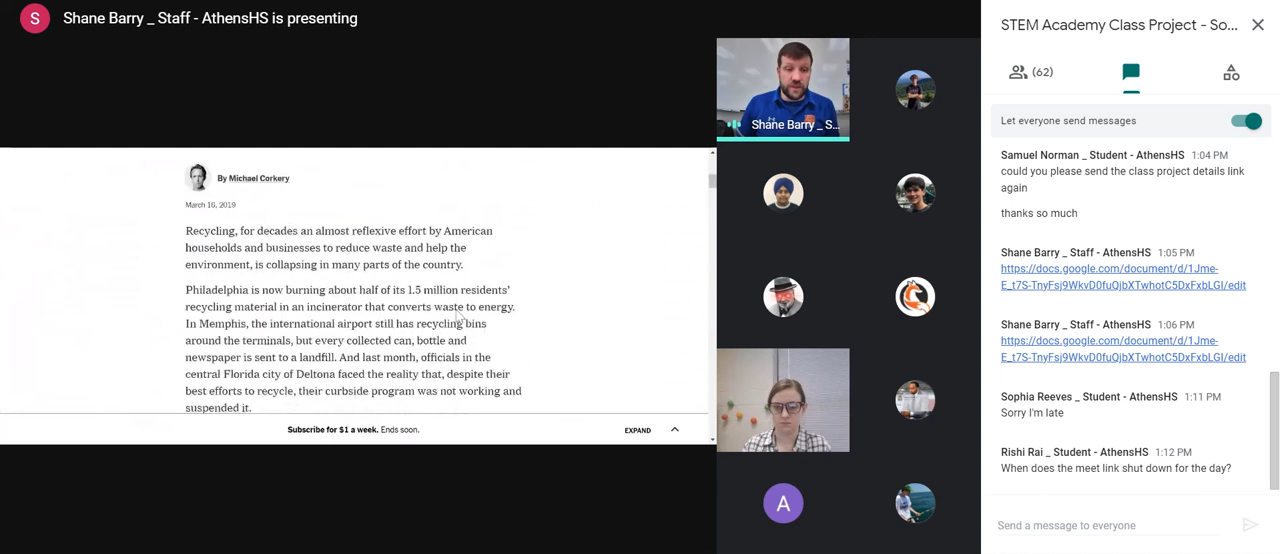 S
Shane Barry _ Staff - AthensHS is presenting
By Michael Corkery
March 16, 2019
Recycling, for decades an almost reflexive effort by American
households and businesses to reduce waste and help the
environment, is collapsing in many parts of the country.
Philadelphia is now burning about half of its 1.5 million residents’
recycling material in an incinerator that converts waste to energy.
In Memphis, the international airport still has recycling bins
around the terminals, but every collected can, bottle and
newspaper is sent to a landfill. And last month, officials in the
central Florida city of Deltona faced the reality that, despite their
best efforts to recycle, their curbside program was not working and
suspended it.
Subscribe for $1 a week. Ends soon.
EXPAND
Shane Barry _ S...
A
STEM Academy Class Project - So...
(62)
Let everyone send messages
Samuel Norman _ Student - AthensHS 1:04 PM
could you please send the class project details link
again
thanks so much
Shane Barry _ Staff - AthensHS 1:05 PM
https://docs.google.com/document/d/1Jme-
E_t7S-TnyFsj9WkvD0fuQjbXTwhotC5DxFxbLGI/edit
Shane Barry _ Staff - AthensHS 1:06 PM
https://docs.google.com/document/d/1Jme-
E_t7S-TnyFsj9WkvD0fuQjbXTwhotC5DxFxbLGI/edit
Sophia Reeves _ Student - AthensHS 1:11 PM
Sorry I'm late
Rishi Rai _ Student - AthensHS 1:12 PM
When does the meet link shut down for the day?
Send a message to everyone